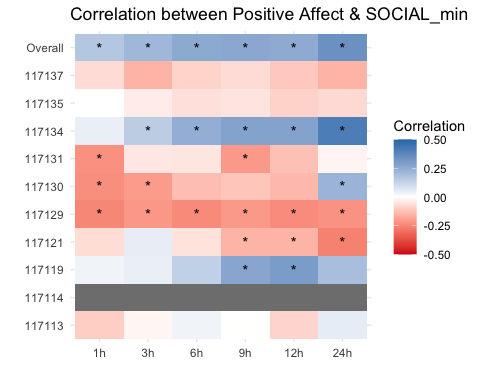 Correlation between Positive Affect & SOCIAL_min
Overall * * * * * *
117137
117135
117134 * * * * *
117131 * *
117130 * * *
117129 * * * * * *
117121 * * *
117119 * *
117114
117113
1h 3h 6h 9h 12h 24h
Correlation
0.50
0.25
0.00
-0.25
-0.50